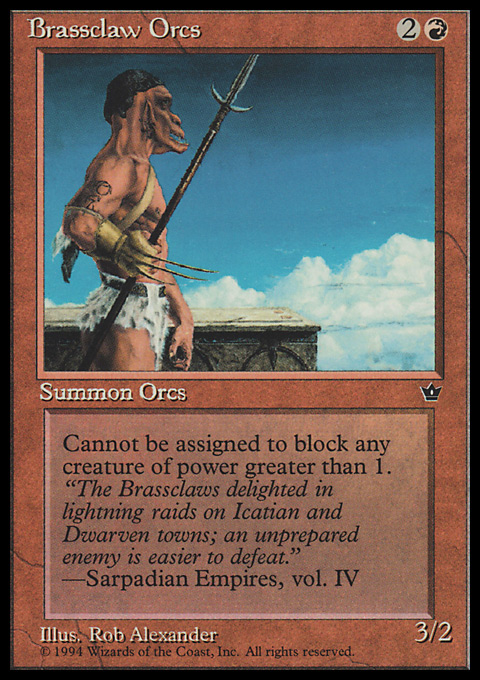 Brassclaw Orcs 2
Summon Orcs
Cannot be assigned to block any
creature of power greater than 1.
“The Brassclaws delighted in
lightning raids on Icatian and
Dwarven towns; an unprepared
enemy is easier to defeat.”
—Sarpadian Empires, vol. IV
Illus. Rob Alexander 3/2
© 1994 Wizards of the Coast, Inc. All rights reserved.